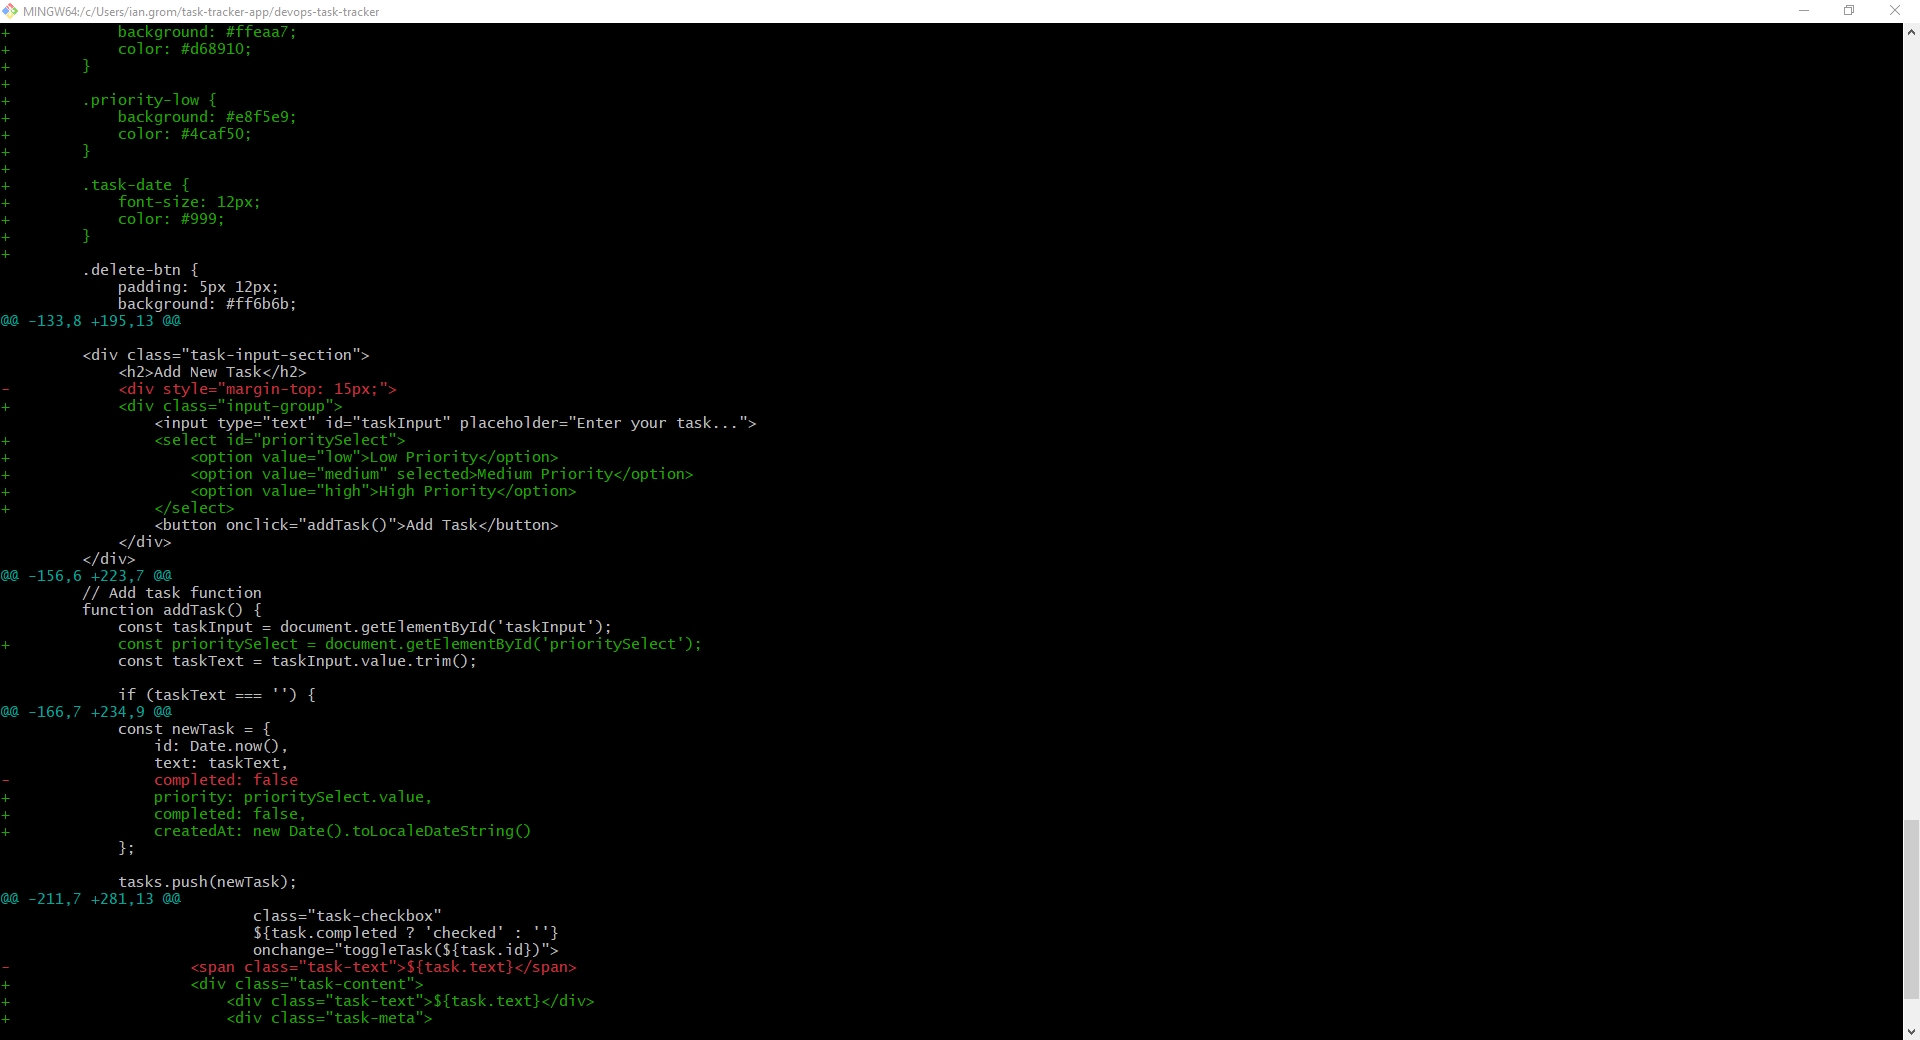 MINGW64:/c/Users/ian.grom/task-tracker-app/devops-task-tracker
+            background: #ffeaa7;
+            color: #d68910;
+        }
+
+        .priority-low {
+            background: #e8f5e9;
+            color: #4caf50;
+        }
+
+        .task-date {
+            font-size: 12px;
+            color: #999;
+        }
+
         .delete-btn {
             padding: 5px 12px;
             background: #ff6b6b;
@@ -133,8 +195,13 @@

         <div class="task-input-section">
             <h2>Add New Task</h2>
-            <div style="margin-top: 15px;">
+            <div class="input-group">
                 <input type="text" id="taskInput" placeholder="Enter your task...">
+                <select id="prioritySelect">
+                    <option value="low">Low Priority</option>
+                    <option value="medium" selected>Medium Priority</option>
+                    <option value="high">High Priority</option>
+                </select>
                 <button onclick="addTask()">Add Task</button>
             </div>
         </div>
@@ -156,6 +223,7 @@
         // Add task function
         function addTask() {
             const taskInput = document.getElementById('taskInput');
+            const prioritySelect = document.getElementById('prioritySelect');
             const taskText = taskInput.value.trim();

             if (taskText === '') {
@@ -166,7 +234,9 @@
             const newTask = {
                 id: Date.now(),
                 text: taskText,
-                completed: false
+                priority: prioritySelect.value,
+                completed: false,
+                createdAt: new Date().toLocaleDateString()
             };

             tasks.push(newTask);
@@ -211,7 +281,13 @@
                            class="task-checkbox"
                            ${task.completed ? 'checked' : ''}
                            onchange="toggleTask(${task.id})">
-                    <span class="task-text">${task.text}</span>
+                    <div class="task-content">
+                        <div class="task-text">${task.text}</div>
+                        <div class="task-meta">